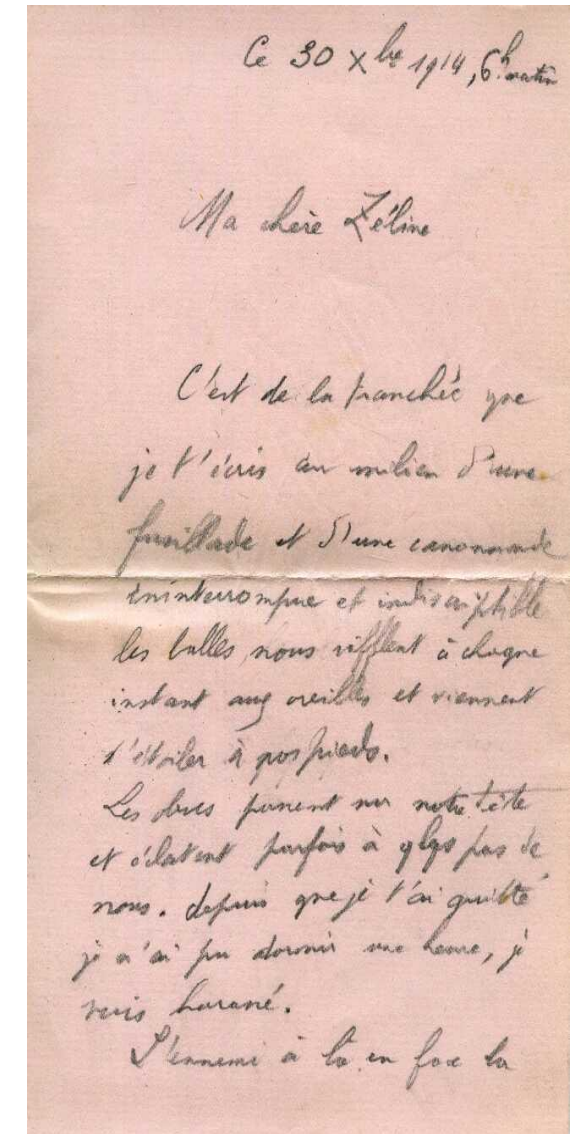 Ce 30 Xbre 1914, 6h matin
Ma chère Zéline
C'est de la tranchée que
je t'écris au milieu d'une
fusillade et d'une canonnade
ininterrompue et indiscriptible
les balles nous sifflent à chaque
instant aux oreilles et viennent
s'étoiler à nos pieds.
Les obus passent sur notre tête
et éclatent parfois à qlqs pas de
nous. depuis que je t'ai quitté
je n'ai pu dormir une heure, je
suis harassé.
L'ennemi à là en face la